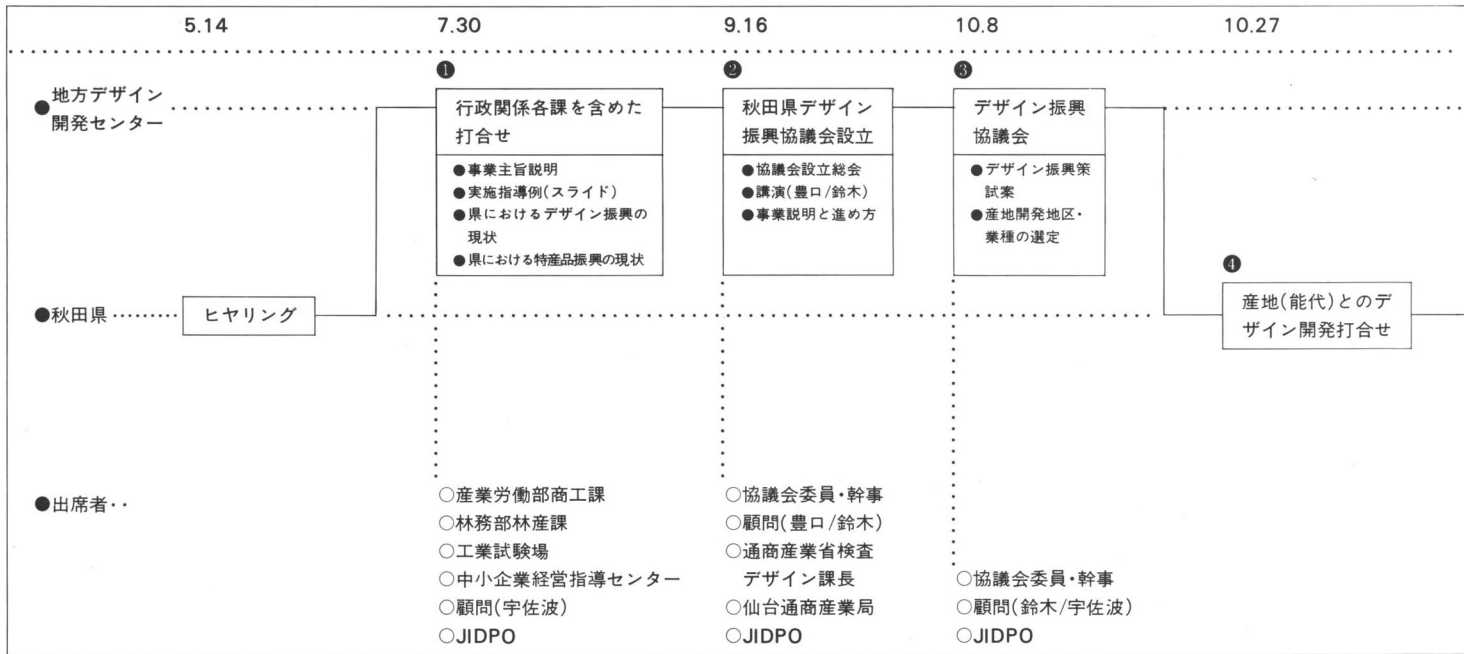 5.14
7.30
9.16
10.8
10.27
●地方デザイン
開発センター
❶
行政関係各課を含めた
打合せ
●事業主旨説明
●実施指導例(スライド)
●県におけるデザイン振興の
現状
●県における特産品振興の現状
❷
秋田県デザイン
振興協議会設立
●協議会設立総会
●講演(豊口/鈴木)
●事業説明と進め方
❸
デザイン振興
協議会
●デザイン振興策
試案
●産地開発地区・
業種の選定
●秋田県
ヒヤリング
❹
産地(能代)とのデ
ザイン開発打合せ
●出席者
○産業労働部商工課
○林務部林産課
○工業試験場
○中小企業経営指導センター
○顧問(宇佐波)
○JIDPO
○協議会委員・幹事
○顧問(豊口/鈴木)
○通商産業省検査
デザイン課長
○仙台通商産業局
○JIDPO
○協議会委員・幹事
○顧問(鈴木/宇佐波)
○JIDPO